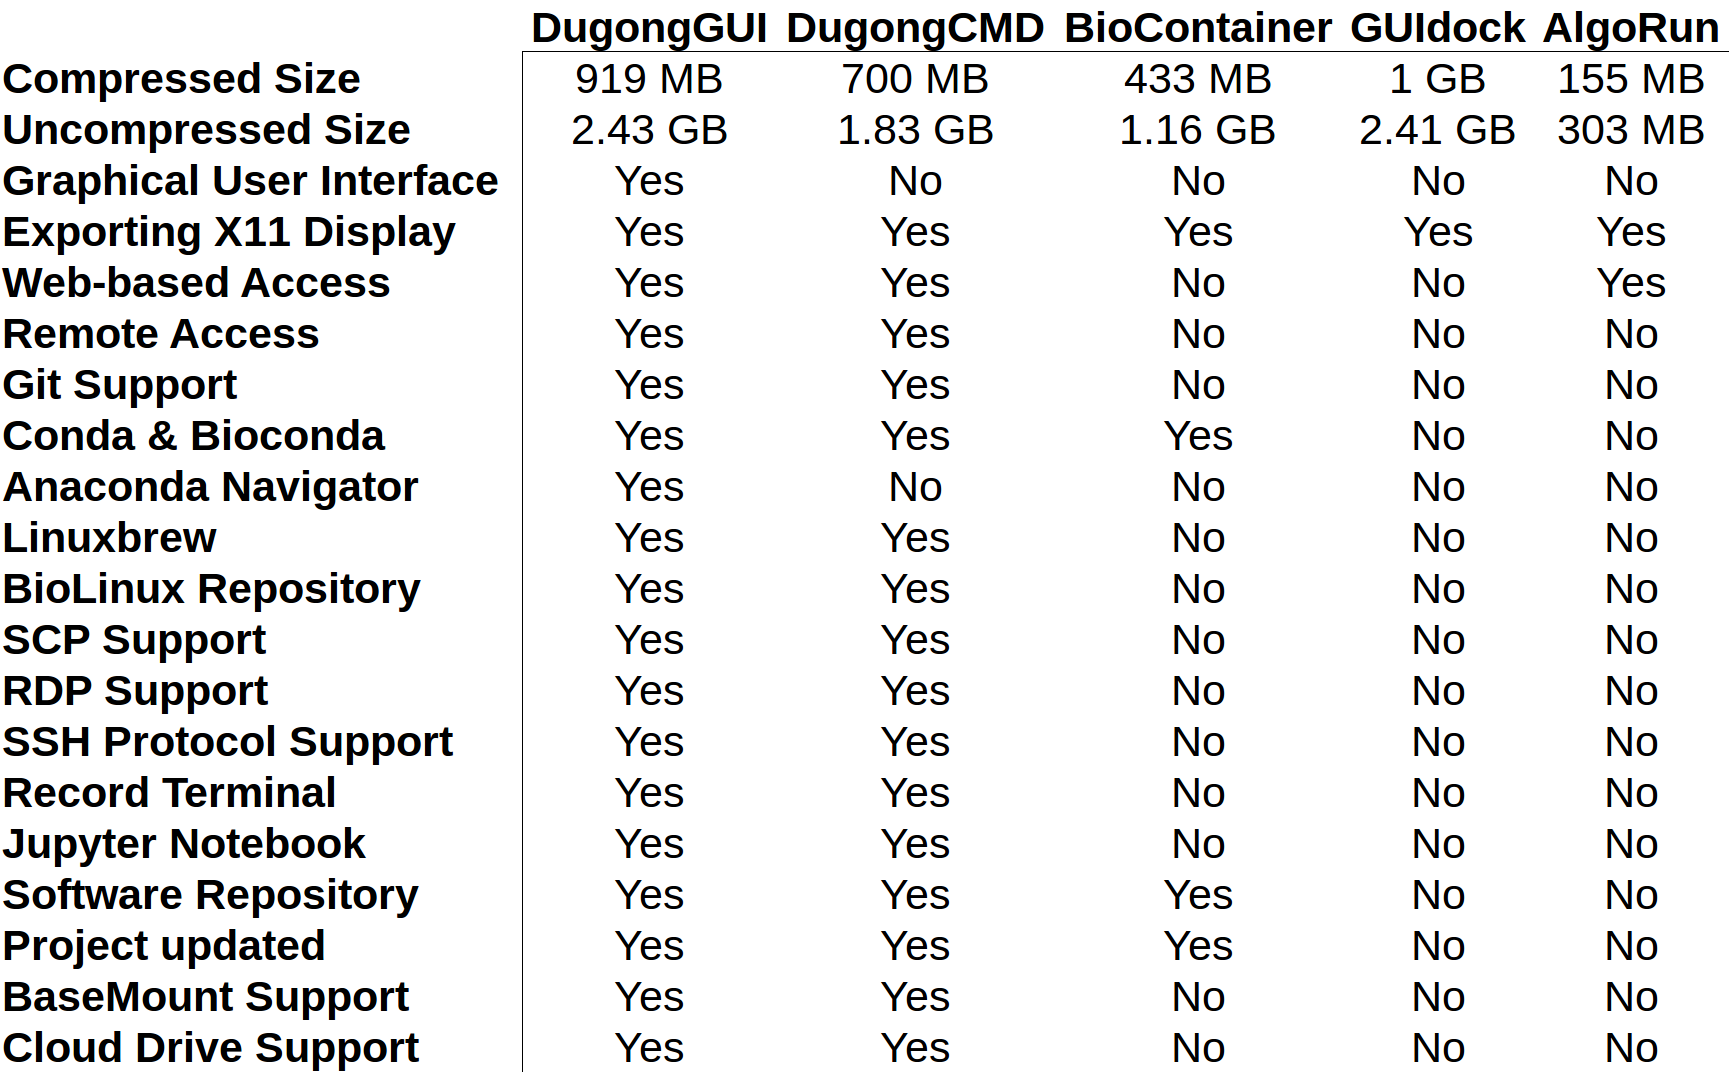 DugongGUI DugongCMD BioContainer GUIdock AlgoRun
Compressed Size 919 MB 700 MB 433 MB 1 GB 155 MB
Uncompressed Size 2.43 GB 1.83 GB 1.16 GB 2.41 GB 303 MB
Graphical User Interface Yes No No No No
Exporting X11 Display Yes Yes Yes Yes Yes
Web-based Access Yes Yes No No Yes
Remote Access Yes Yes No No No
Git Support Yes Yes No No No
Conda & Bioconda Yes Yes Yes No No
Anaconda Navigator Yes No No No No
Linuxbrew Yes Yes No No No
BioLinux Repository Yes Yes No No No
SCP Support Yes Yes No No No
RDP Support Yes Yes No No No
SSH Protocol Support Yes Yes No No No
Record Terminal Yes Yes No No No
Jupyter Notebook Yes Yes No No No
Software Repository Yes Yes Yes No No
Project updated Yes Yes Yes No No
BaseMount Support Yes Yes No No No
Cloud Drive Support Yes Yes No No No